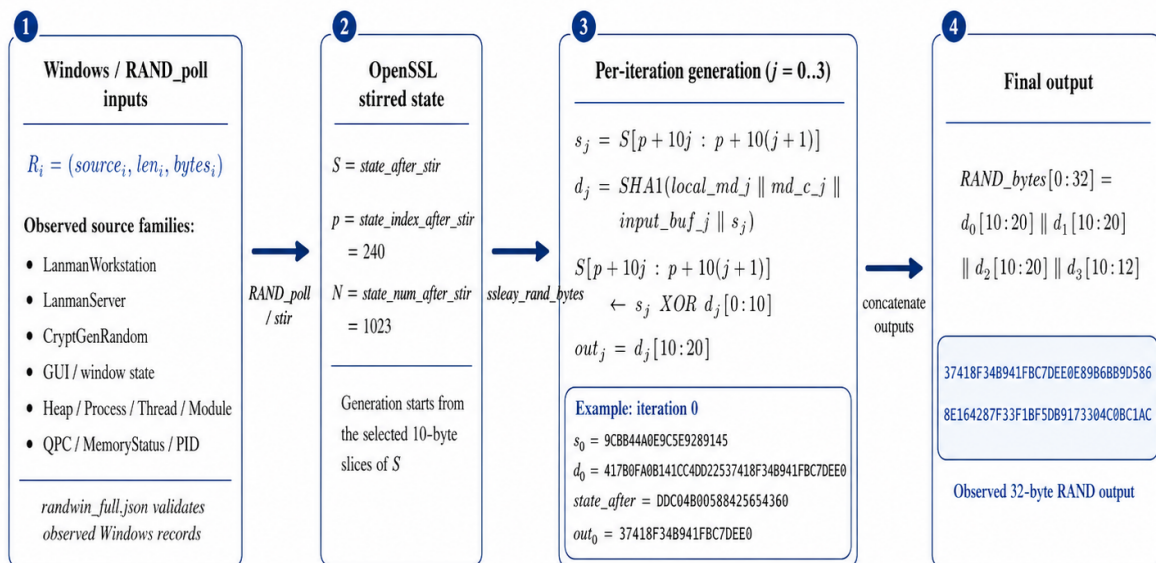 1
Windows / RAND_poll
inputs
R_i = (source_i, len_i, bytes_i)
Observed source families:
• LanmanWorkstation
• LanmanServer
• CryptGenRandom
• GUI / window state
• Heap / Process / Thread / Module
• QPC / MemoryStatus / PID
randwin_full.json validates
observed Windows records
RAND_poll
/ stir
2
OpenSSL
stirred state
S = state_after_stir
p = state_index_after_stir
= 240
N = state_num_after_stir
= 1023
Generation starts from
the selected 10-byte
slices of S
ssleay_rand_bytes
3
Per-iteration generation (j = 0..3)
s_j = S[p + 10j : p + 10(j + 1)]
d_j = SHA1(local_md_j || md_c_j ||
input_buf_j || s_j)
S[p + 10j : p + 10(j + 1)]
← s_j XOR d_j[0:10]
out_j = d_j[10:20]
Example: iteration 0
s_0 = 9CBB44A0E9C5E9289145
d_0 = 417B0FA0B141CC4DD22537418F34B941FBC7DEE0
state_after = DDC04B00588425654360
out_0 = 37418F34B941FBC7DEE0
concatenate
outputs
4
Final output
RAND_bytes[0:32] =
d_0[10:20] || d_1[10:20]
|| d_2[10:20] || d_3[10:12]
37418F34B941FBC7DEE0E89B6BB9D586
8E164287F33F1BF5DB9173304C0BC1AC
Observed 32-byte RAND output